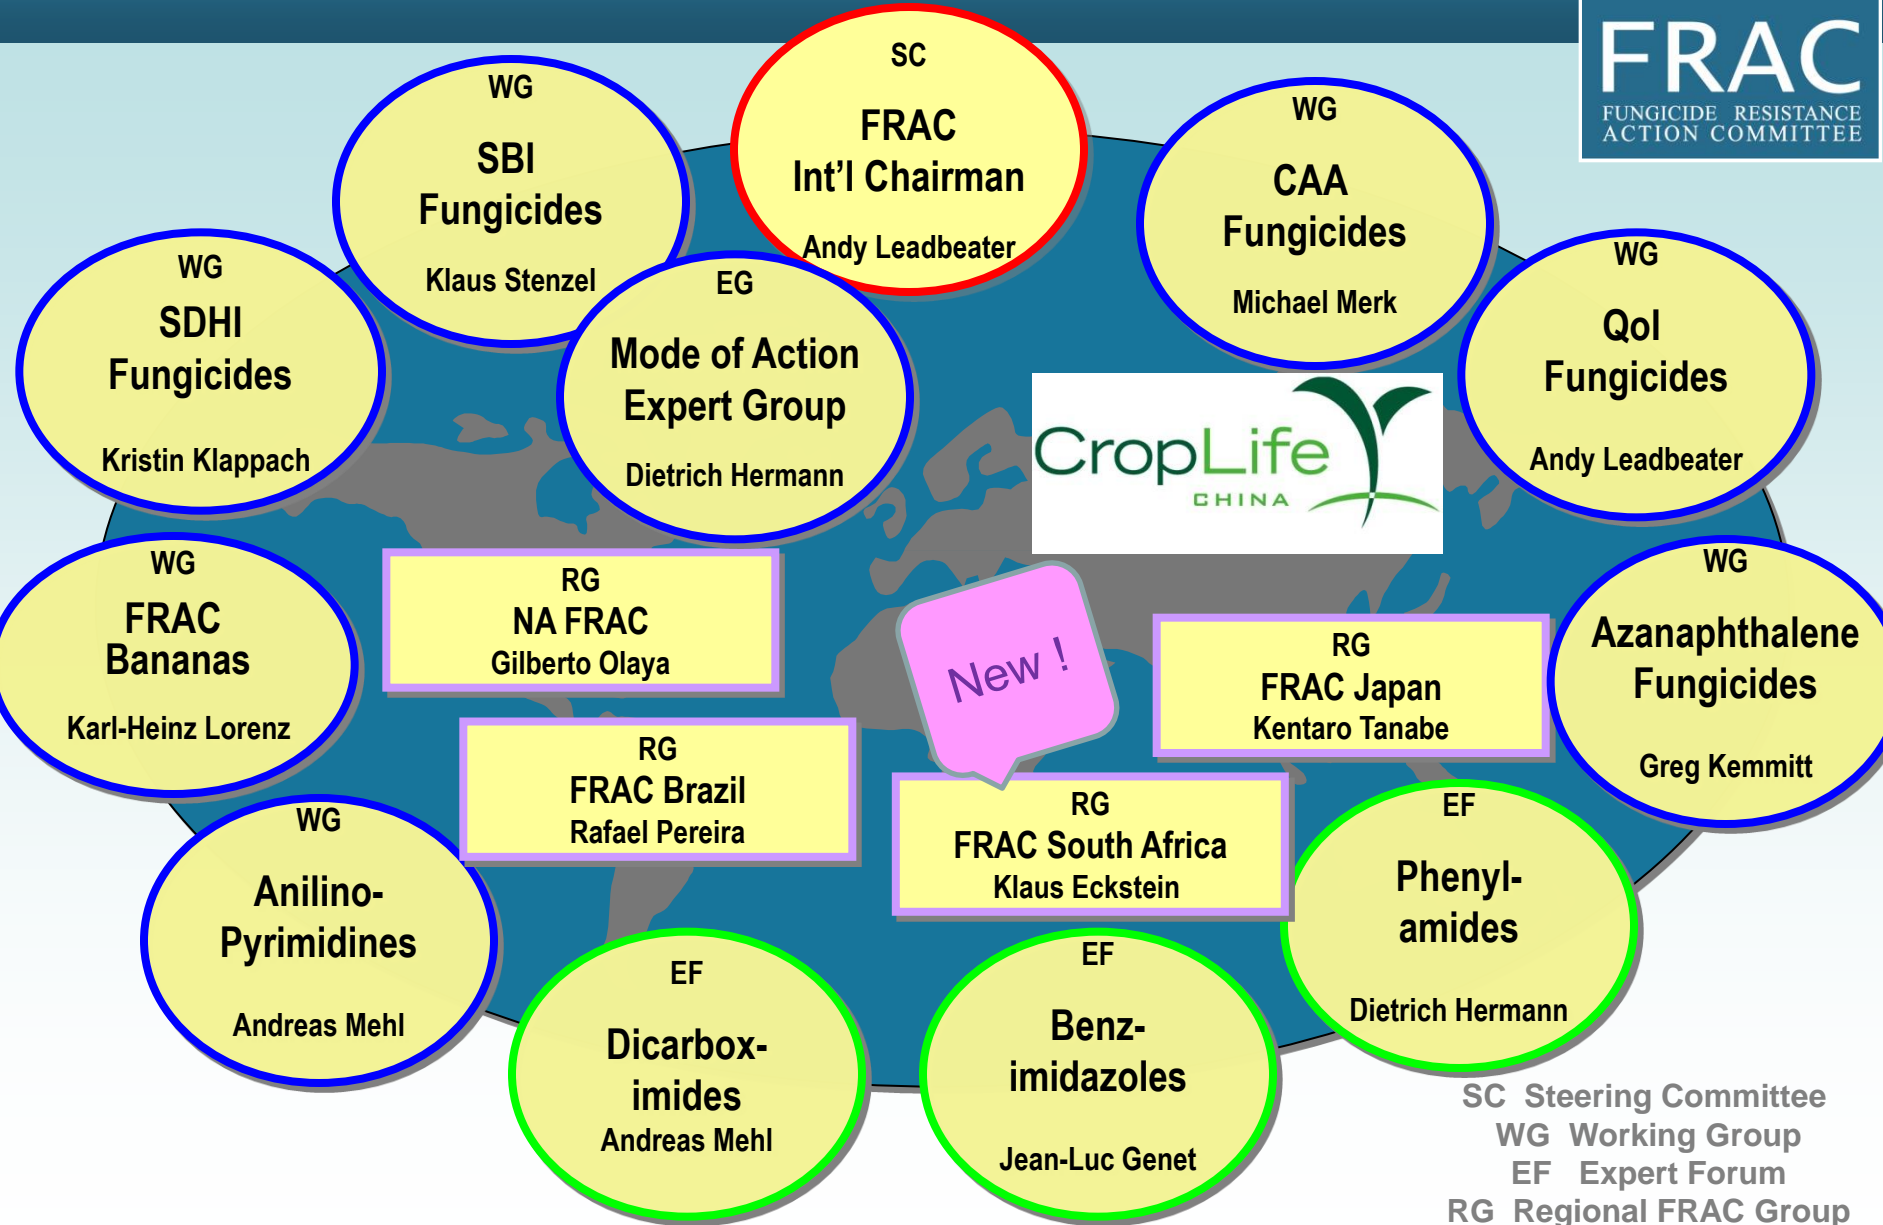 FRAC
FUNGICIDE RESISTANCE
ACTION COMMITTEE
SC
FRAC
Int'l Chairman
Andy Leadbeater
WG
SBI
Fungicides
Klaus Stenzel
WG
CAA
Fungicides
Michael Merk
WG
SDHI
Fungicides
Kristin Klappach
EG
Mode of Action
Expert Group
Dietrich Hermann
WG
QoI
Fungicides
Andy Leadbeater
CropLife
CHINA
WG
FRAC
Bananas
Karl-Heinz Lorenz
RG
NA FRAC
Gilberto Olaya
New !
RG
FRAC Japan
Kentaro Tanabe
WG
Azanaphthalene
Fungicides
Greg Kemmitt
RG
FRAC Brazil
Rafael Pereira
RG
FRAC South Africa
Klaus Eckstein
WG
Anilino-
Pyrimidines
Andreas Mehl
EF
Dicarbox-
imides
Andreas Mehl
EF
Benz-
imidazoles
Jean-Luc Genet
EF
Phenyl-
amides
Dietrich Hermann
SC Steering Committee
WG Working Group
EF Expert Forum
RG Regional FRAC Group